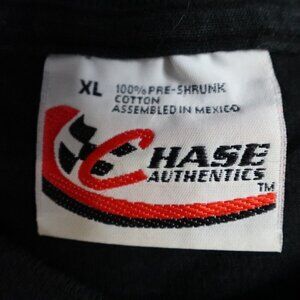 XL 100% PRE-SHRUNK
COTTON
ASSEMBLED IN MEXICO
CHASE
AUTHENTICS
TM